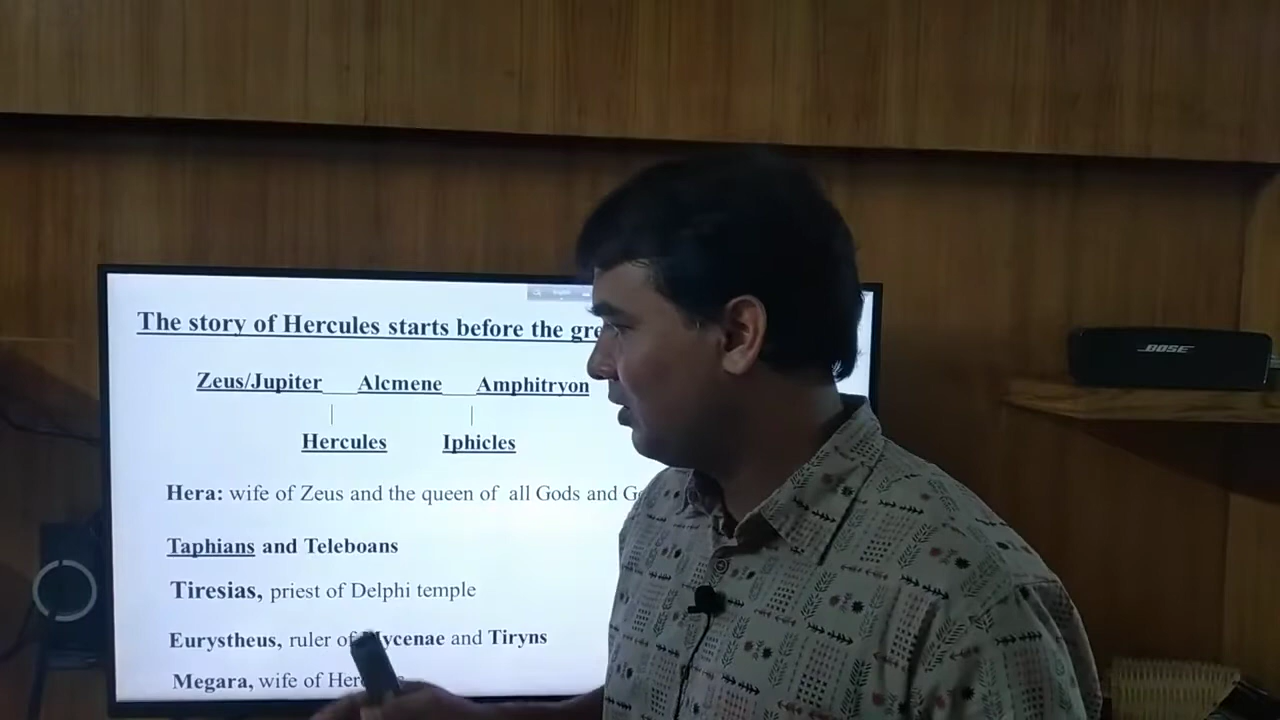 The story of Hercules starts before the gre
Zeus/Jupiter Alcmene Amphitryon
Hercules Iphicles
Hera: wife of Zeus and the queen of all Gods and G
Taphians and Teleboans
Tiresias, priest of Delphi temple
Eurystheus, ruler of Mycenae and Tiryns
Megara, wife of Her
BOSE